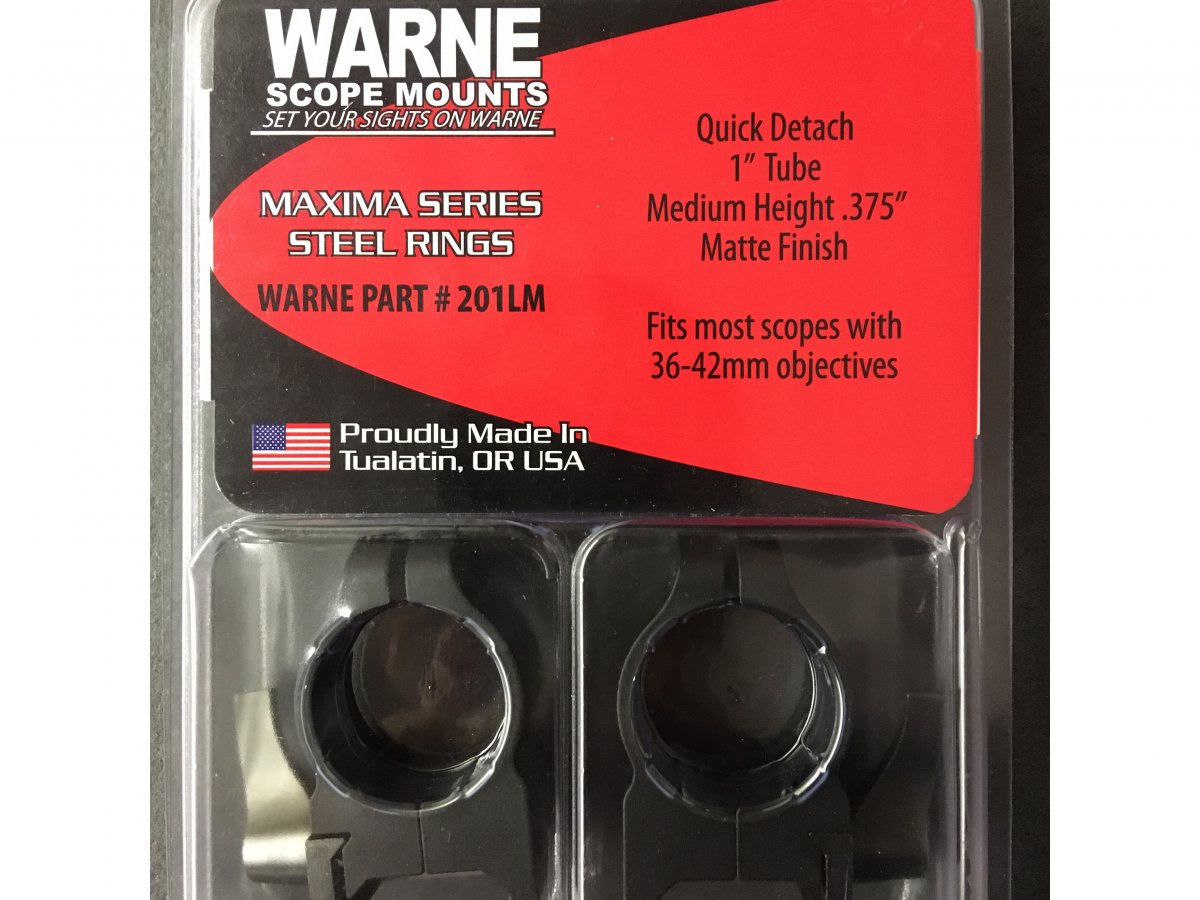 WARNE
SCOPE MOUNTS
SET YOUR SIGHTS ON WARNE
MAXIMA SERIES
STEEL RINGS
WARNE PART # 201LM
Proudly Made In
Tualatin, OR USA
Quick Detach
1” Tube
Medium Height .375”
Matte Finish
Fits most scopes with
36-42mm objectives